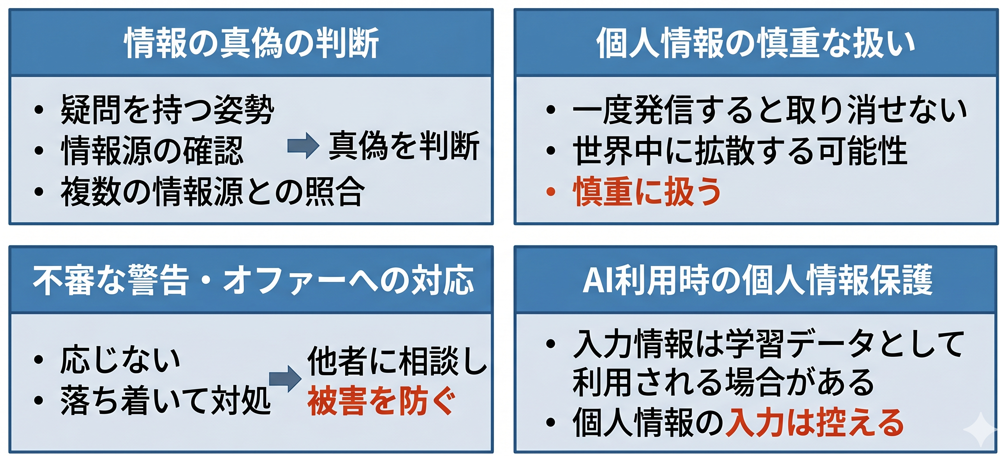 情報の真偽の判断
• 疑問を持つ姿勢
• 情報源の確認
➡ 真偽を判断
• 複数の情報源との照合
個人情報の慎重な扱い
• 一度発信すると取り消せない
• 世界中に拡散する可能性
• 慎重に扱う
不審な警告・オファーへの対応
• 応じない
• 落ち着いて対処
➡ 他者に相談し
被害を防ぐ
AI利用時の個人情報保護
• 入力情報は学習データとして
利用される場合がある
• 個人情報の入力は控える